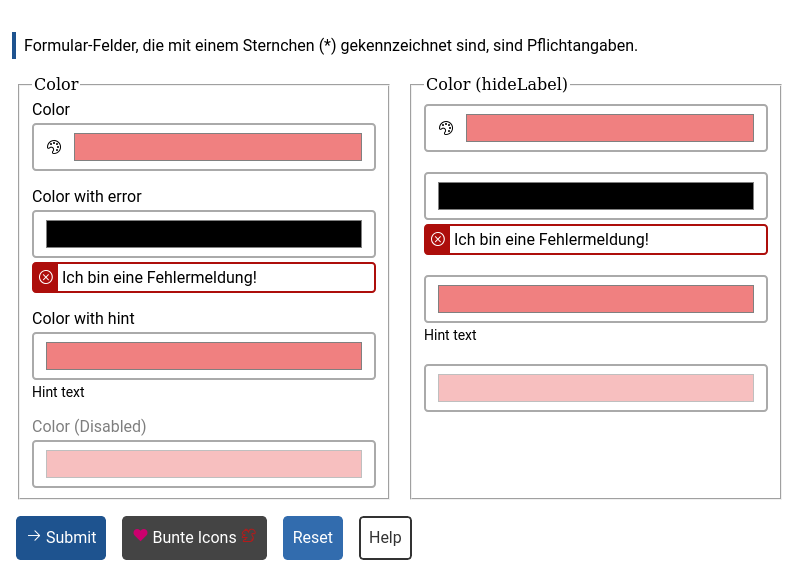 Formular-Felder, die mit einem Sternchen (*) gekennzeichnet sind, sind Pflichtangaben.
Color
Color
Color with error
Ich bin eine Fehlermeldung!
Color with hint
Hint text
Color (Disabled)
Color (hideLabel)
Ich bin eine Fehlermeldung!
Hint text
Submit
Bunte Icons
Reset
Help